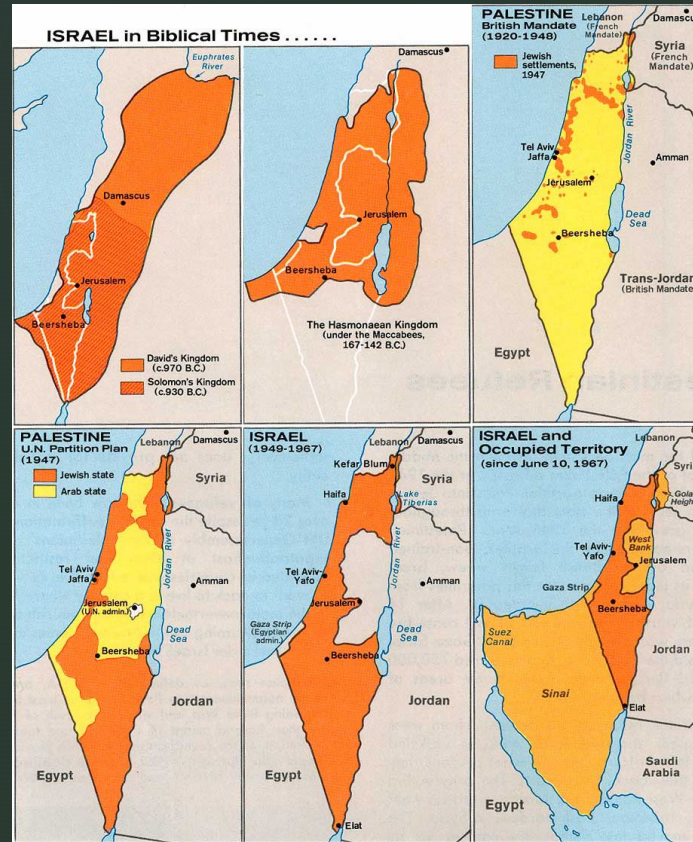 ISRAEL in Biblical Times . . . . . .
Euphrates
River
Damascus
Jerusalem
Beersheba
David's Kingdom
(c.970 B.C.)
Solomon's Kingdom
(c.930 B.C.)
Damascus
Jerusalem
Beersheba
The Hasmonaean Kingdom
(under the Maccabees,
167-142 B.C.)
PALESTINE
British Mandate
(1920-1948)
Jewish
settlements,
1947
Lebanon
(French
Mandate)
Damascu
Syria
(French
Mandate)
Jordan River
Tel Aviv
Jaffa
Amman
Jerusalem
Dead
Sea
Beersheba
Trans-Jordan
(British Mandate
Egypt
PALESTINE
U.N. Partition Plan
(1947)
Jewish state
Arab state
Lebanon
Damascus
Syria
Jordan River
Tel Aviv
Jaffa
Amman
Jerusalem
(U.N. admin.)
Dead
Sea
Beersheba
Jordan
Egypt
ISRAEL
(1949-1967)
Lebanon
Damascus
Kefar Blum
Syria
Haifa
Lake
Tiberias
Jordan River
Tel Aviv-
Yafo
Amman
Jerusalem
Gaza Strip
(Egyptian
admin.)
Dead
Sea
Beersheba
Jordan
Egypt
Elat
ISRAEL and
Occupied Territory
(since June 10, 1967)
Lebanon
Syri
Gola
Heigh
Haifa
West
Bank
Tel Aviv-
Yafo
Jerusalem
Gaza Strip
Beersheba
Suez
Canal
Jordan
Sinai
Elat
Saudi
Arabia
Egypt